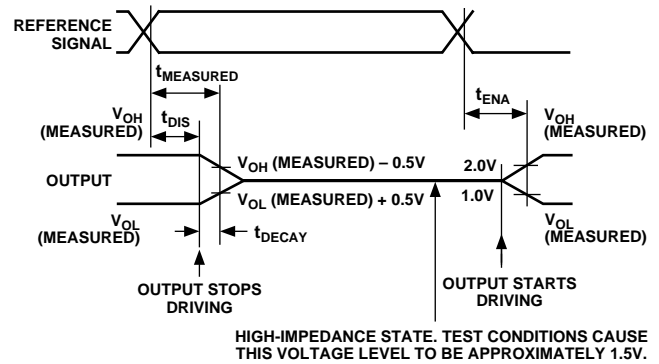 REFERENCE
SIGNAL
tMEASURED
tDIS
tENA
VOH
(MEASURED)
VOH
(MEASURED)
VOH (MEASURED) – 0.5V
2.0V
OUTPUT
VOL (MEASURED) + 0.5V
1.0V
VOL
(MEASURED)
VOL
(MEASURED)
tDECAY
OUTPUT STOPS
DRIVING
OUTPUT STARTS
DRIVING
HIGH-IMPEDANCE STATE. TEST CONDITIONS CAUSE
THIS VOLTAGE LEVEL TO BE APPROXIMATELY 1.5V.